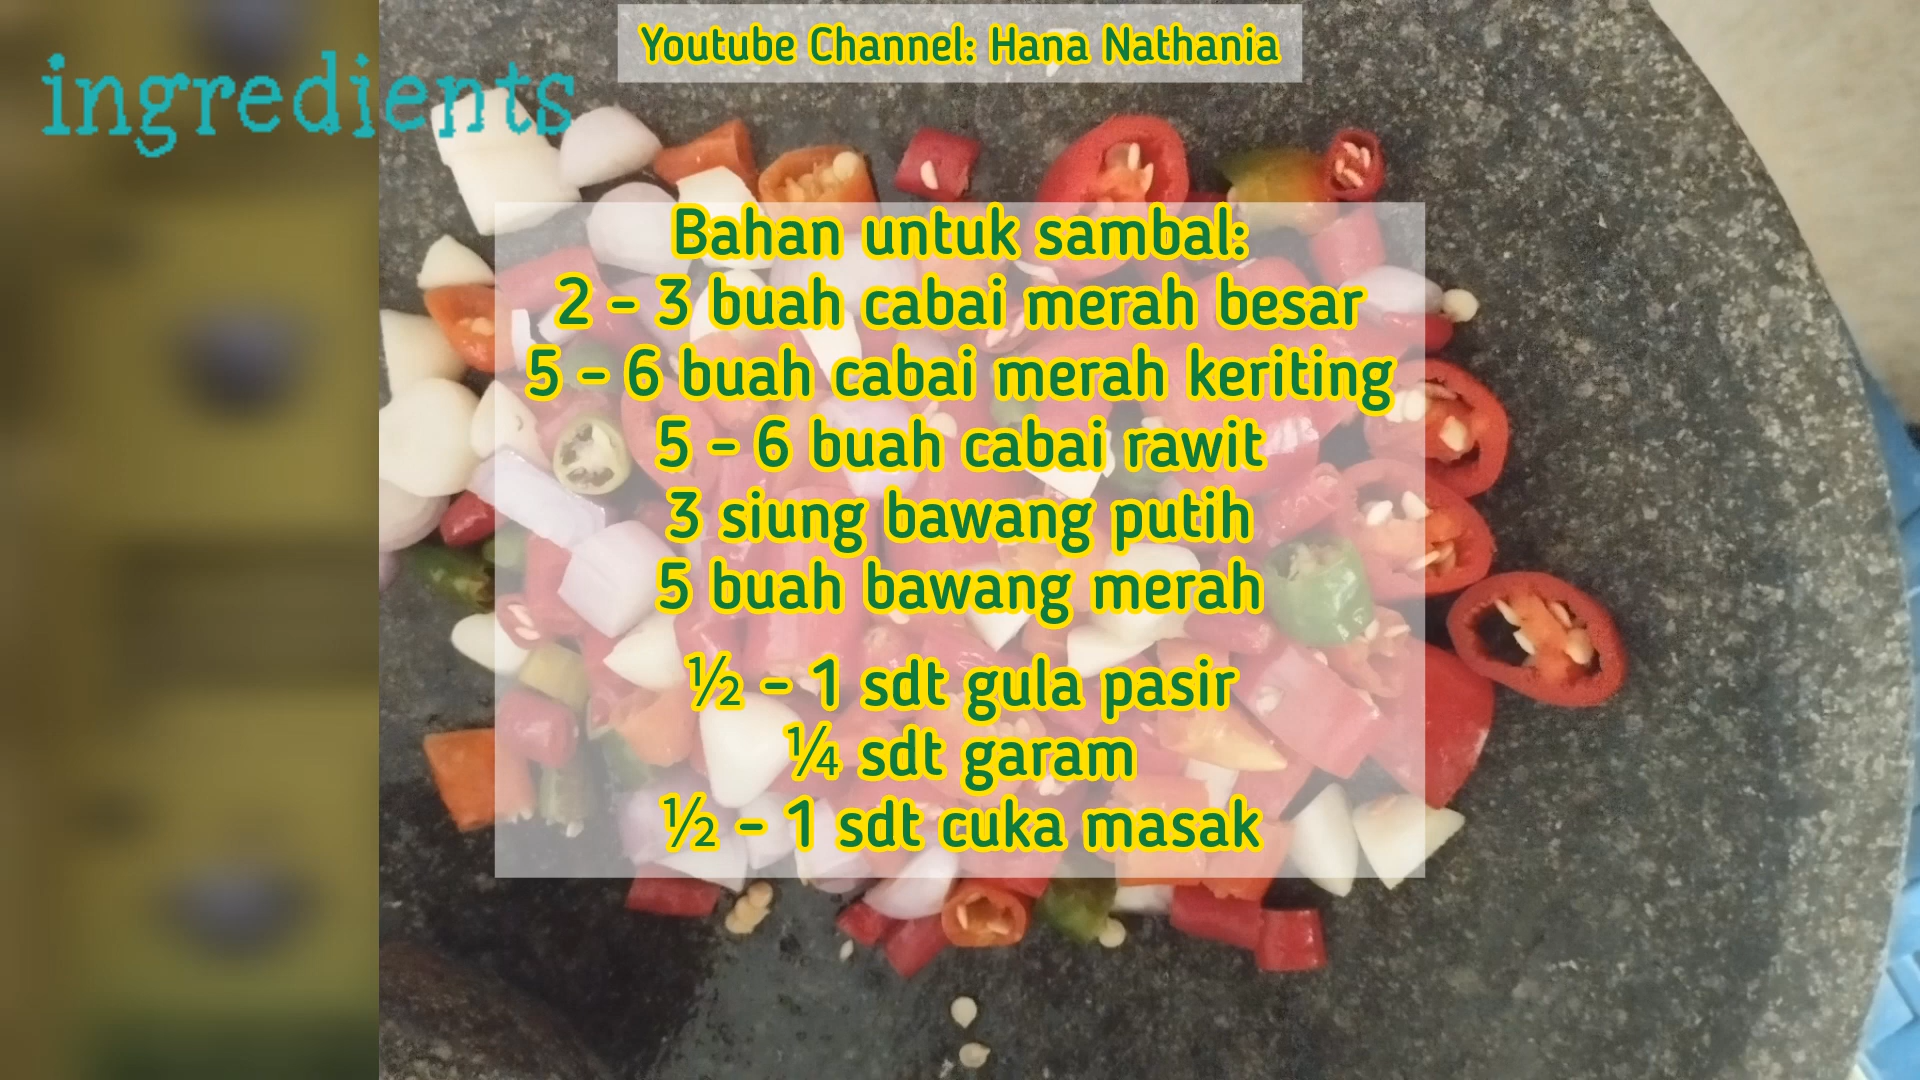 Youtube Channel: Hana Nathania
ingredients
Bahan untuk sambal:
2 - 3 buah cabai merah besar
5 - 6 buah cabai merah keriting
5 - 6 buah cabai rawit
3 siung bawang putih
5 buah bawang merah
½ - 1 sdt gula pasir
¼ sdt garam
½ - 1 sdt cuka masak